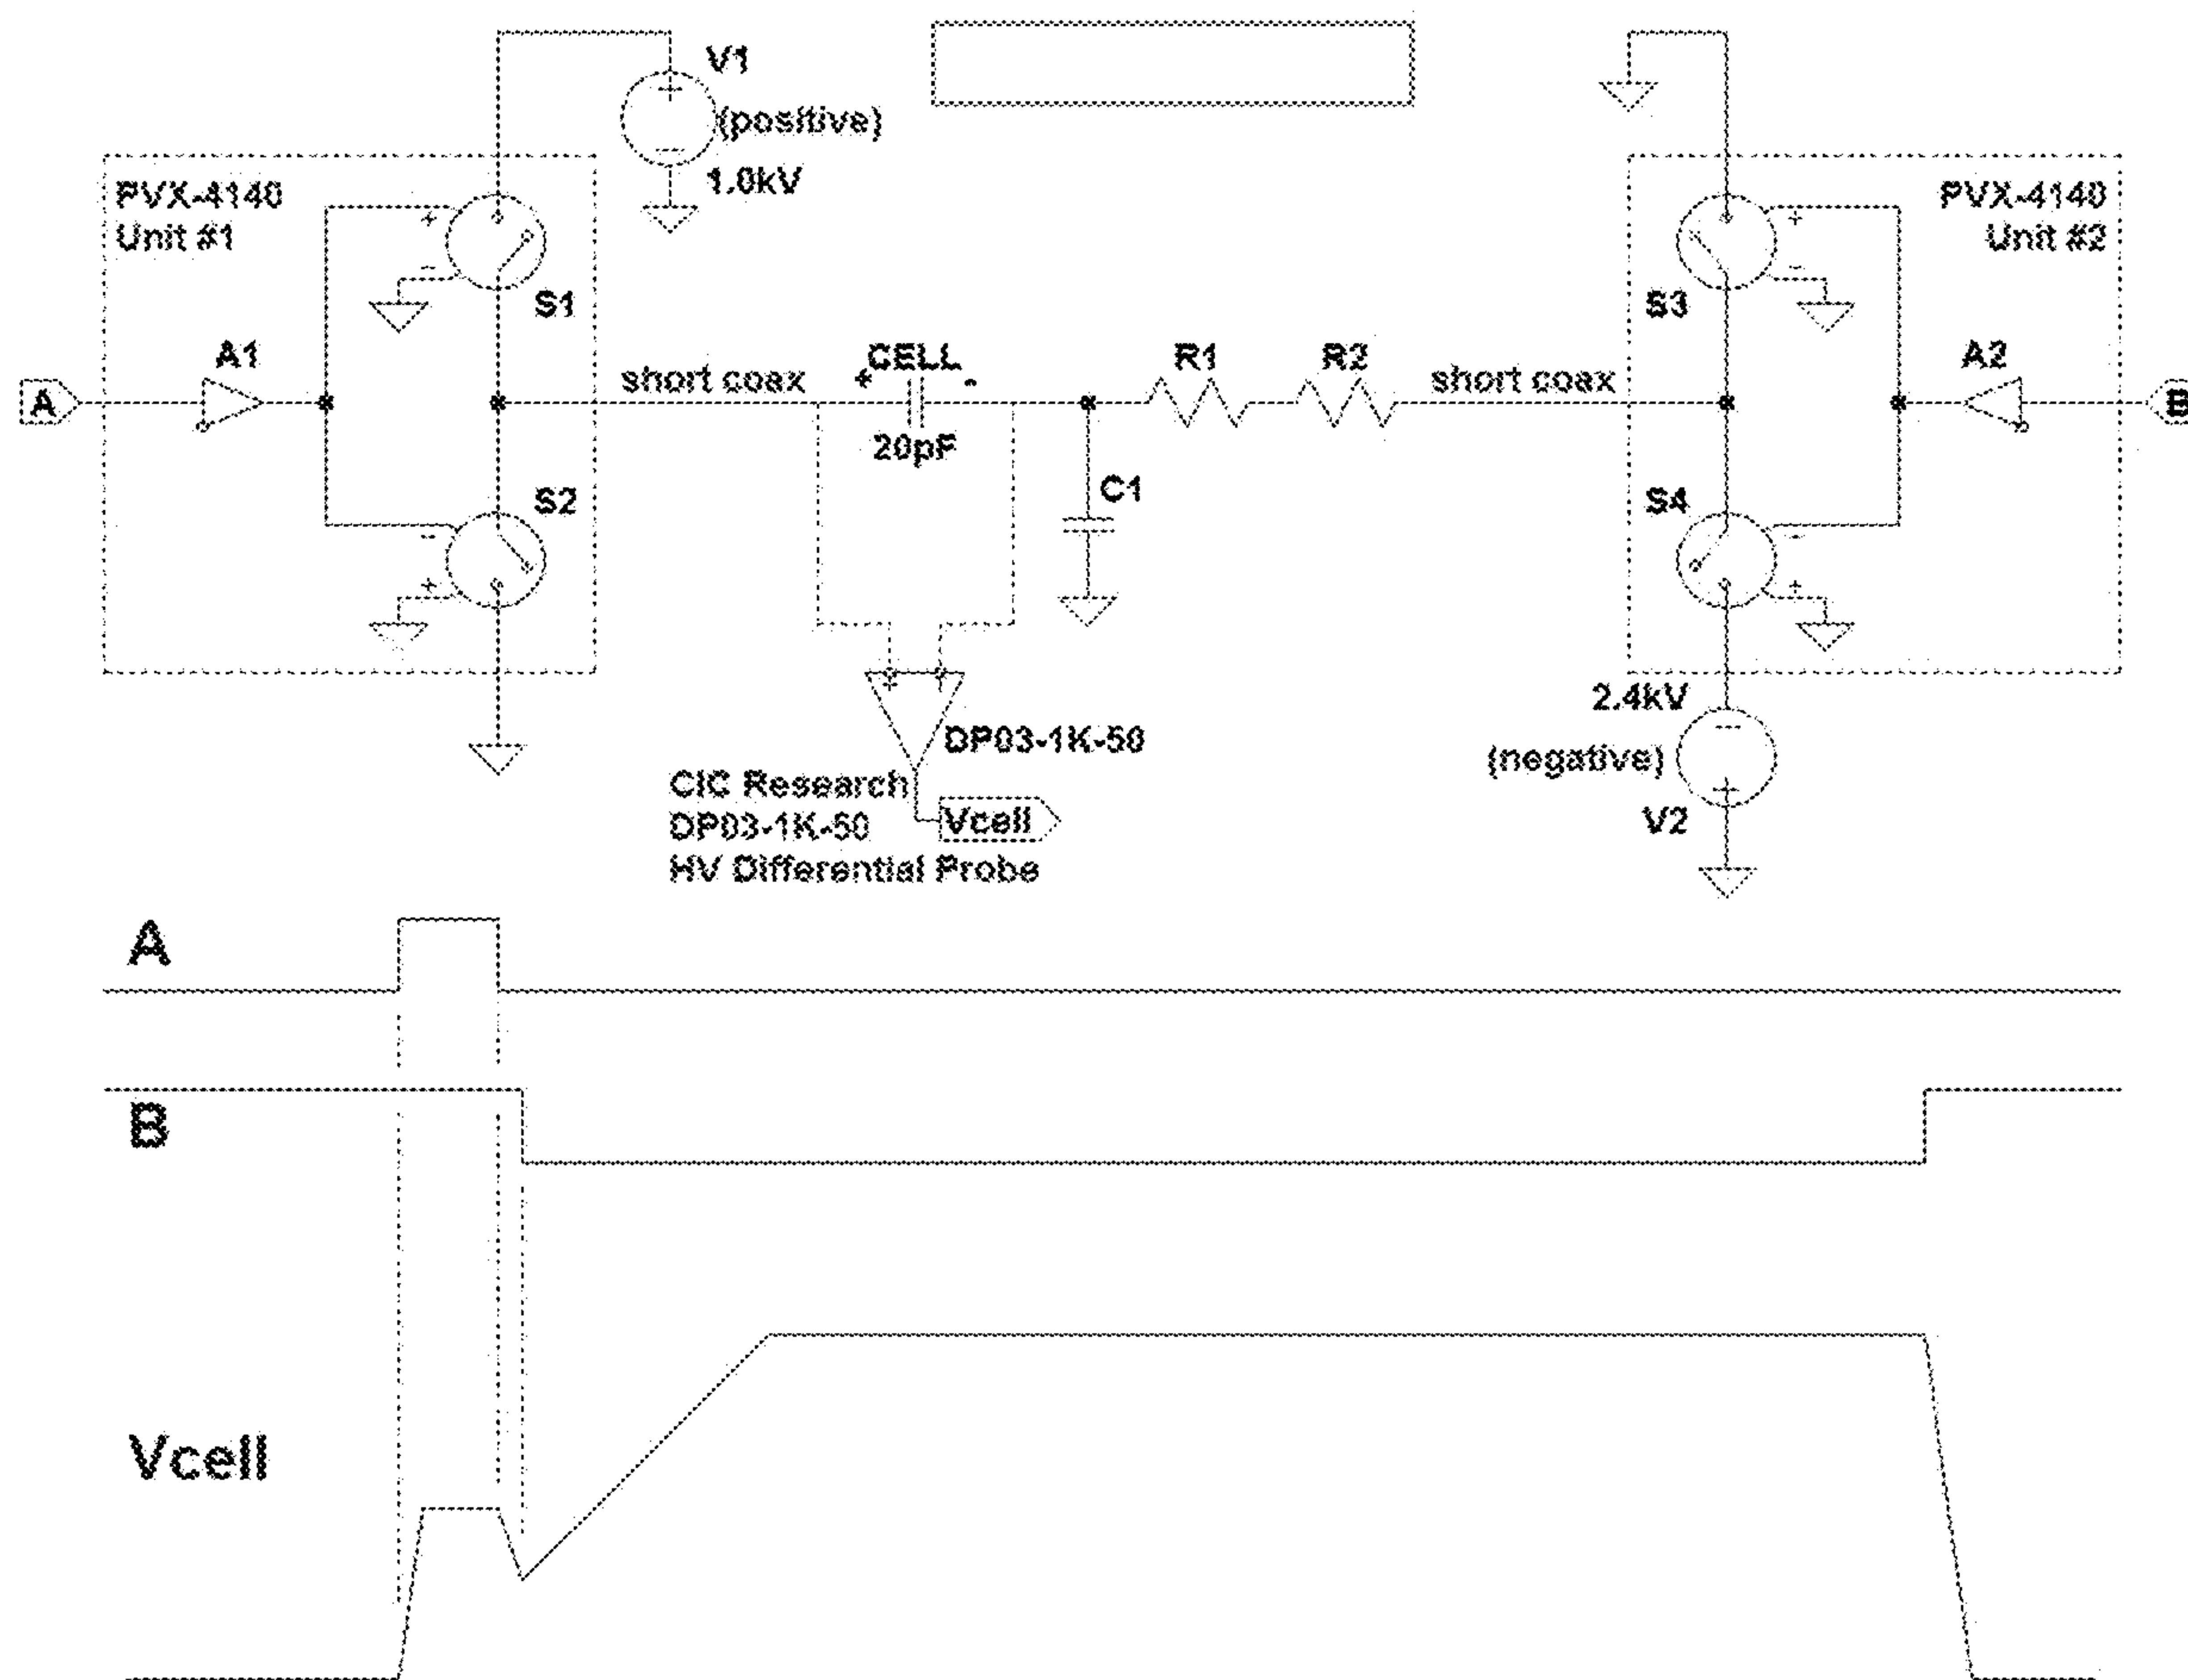 V1
(positive)
1.0kV
PVX-4140
Unit #1
+
-
S1
A1
A
S2
-
+
short coax
+ CELL -
20pF
R1
R2
short coax
C1
PVX-4140
Unit #2
+
-
S3
A2
B
S4
-
+
2.4kV
(negative)
V2
DP03-1K-50
CIC Research
DP03-1K-50
HV Differential Probe
Vcell
A
B
Vcell